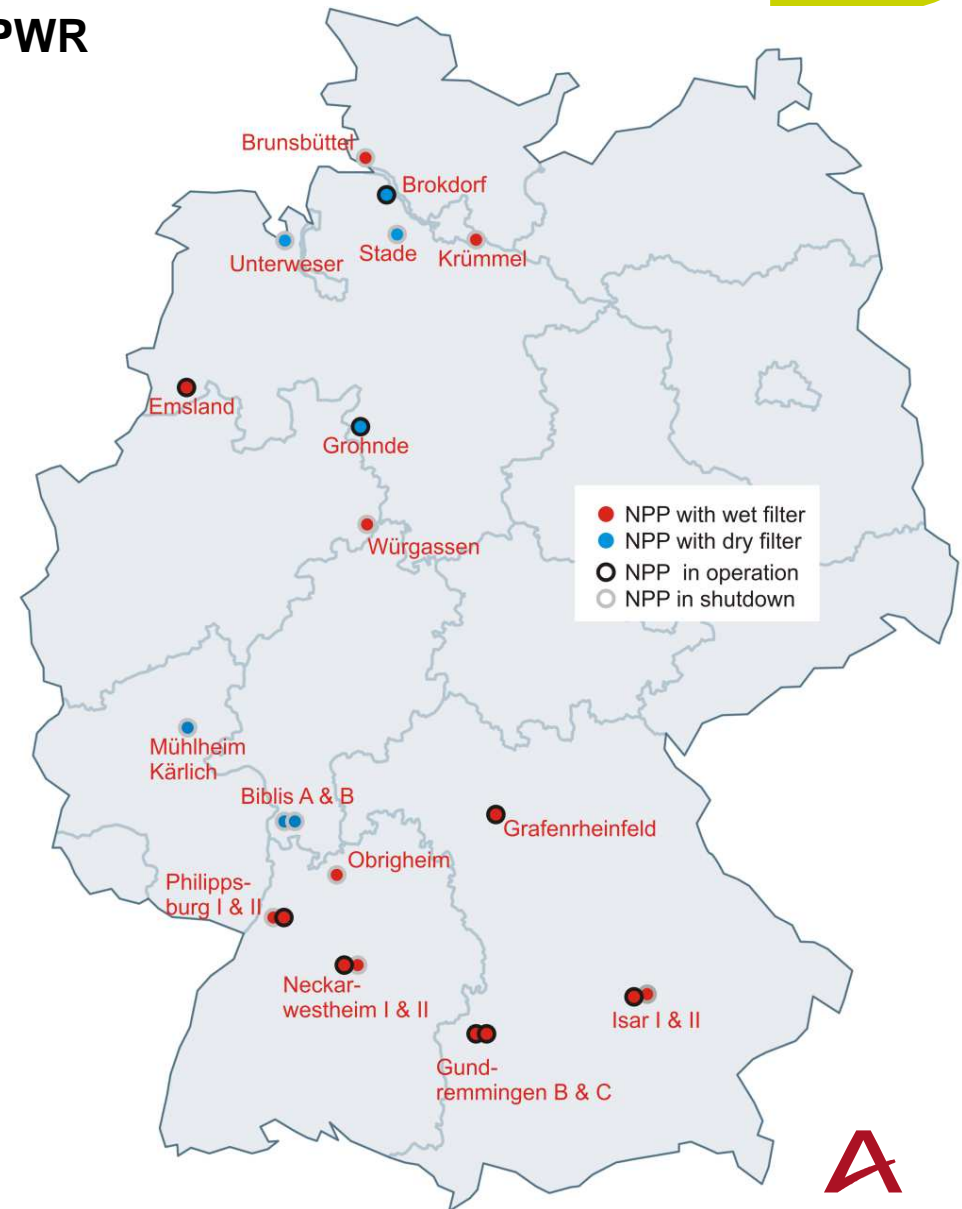 PWR
Brunsbüttel
Brokdorf
Unterweser
Stade
Krümmel
Emsland
Grohnde
Würgassen
NPP with wet filter
NPP with dry filter
NPP in operation
NPP in shutdown
Mühlheim
Kärlich
Biblis A & B
Grafenrheinfeld
Obrigheim
Philipps-
burg I & II
Neckar-
westheim I & II
Isar I & II
Gund-
remmingen B & C